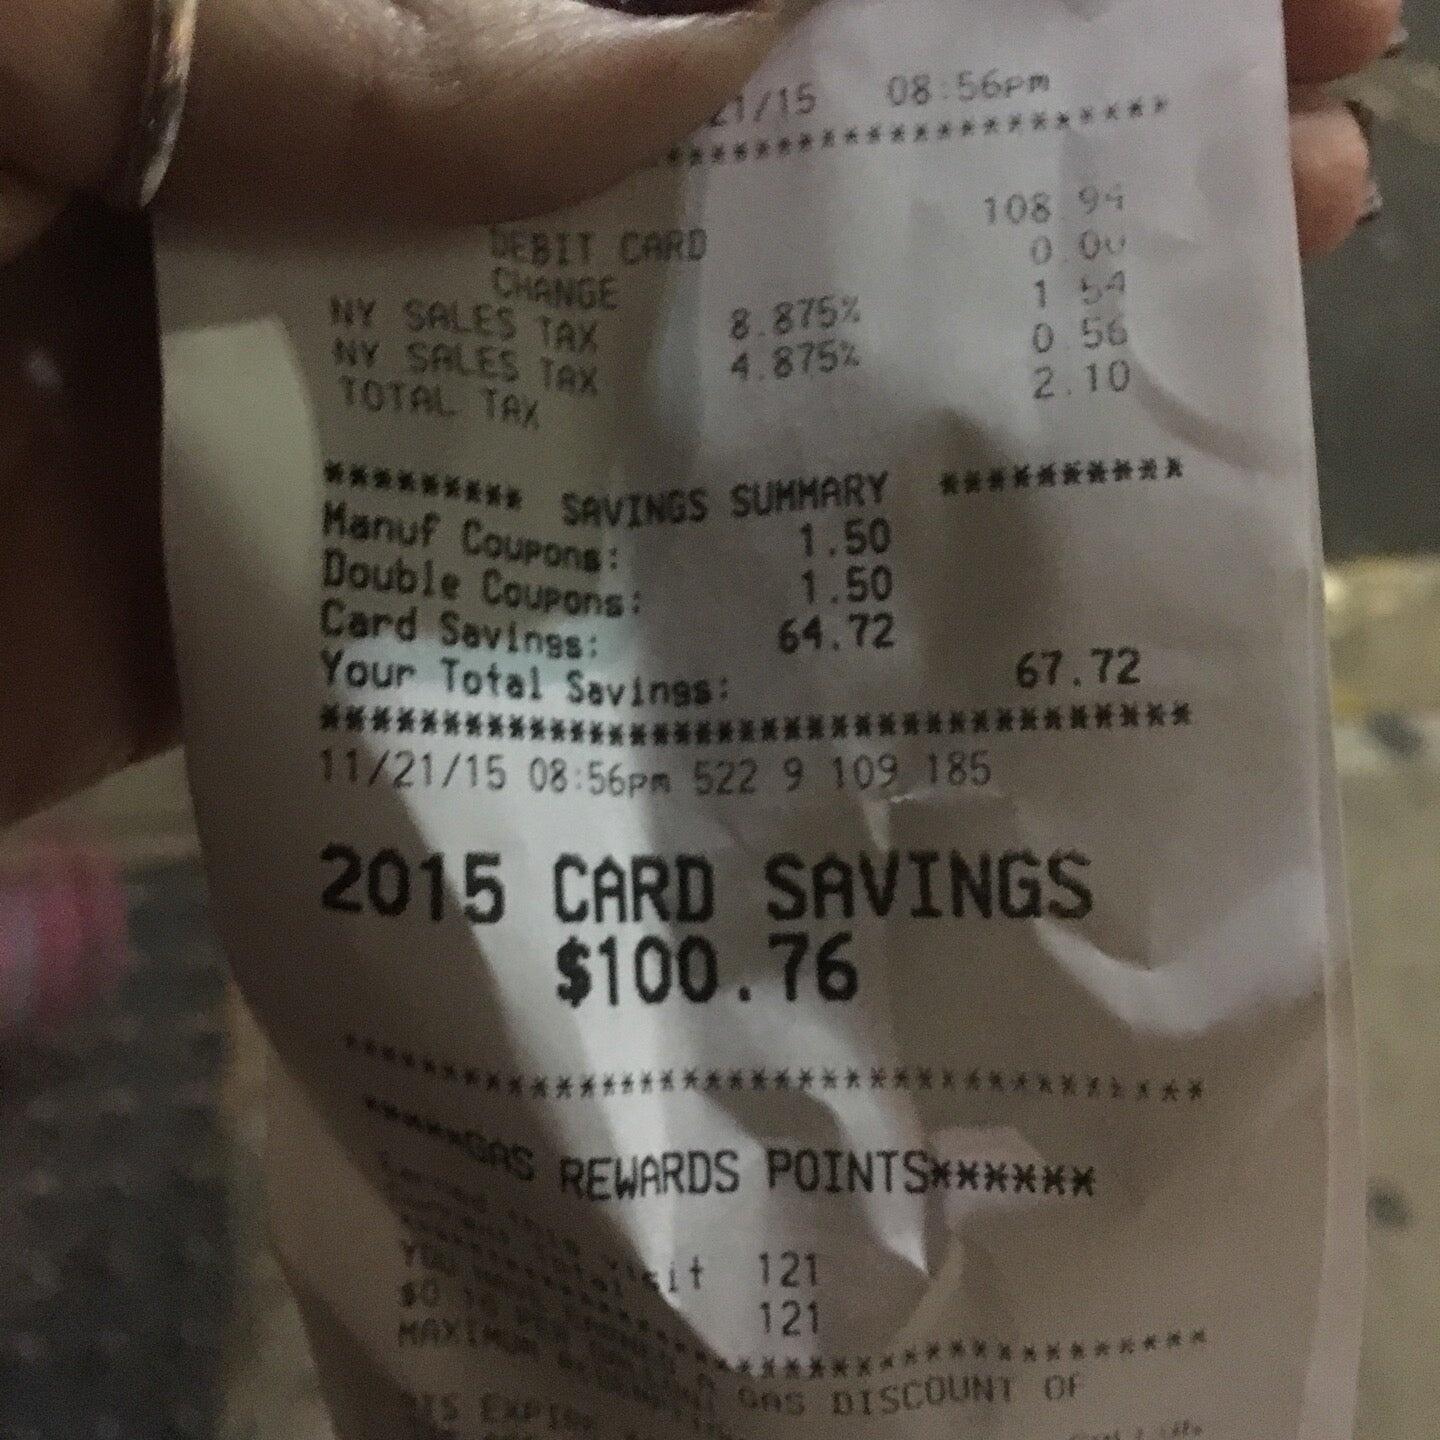 21/15 08:56pm
*********************
DEBIT CARD 108.94
CHANGE 0.00
NY SALES TAX 8.875% 1.54
NY SALES TAX 4.875% 0.56
TOTAL TAX 2.10
********* SAVINGS SUMMARY **********
Manuf Coupons: 1.50
Double Coupons: 1.50
Card Savings: 64.72
Your Total Savings: 67.72
************************************
11/21/15 08:56pm 522 9 109 185
2015 CARD SAVINGS
$100.76
************************************
*****GAS REWARDS POINTS******
121
121
MAXIMUM
GAS DISCOUNT OF